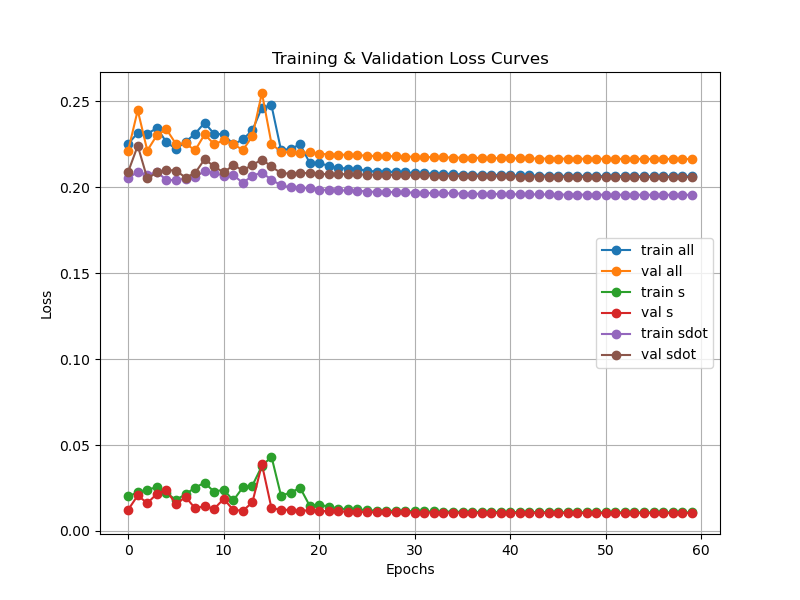 Training & Validation Loss Curves
0.25
0.20
0.15
0.10
0.05
0.00
Loss
train all
val all
train s
val s
train sdot
val sdot
0 10 20 30 40 50 60
Epochs